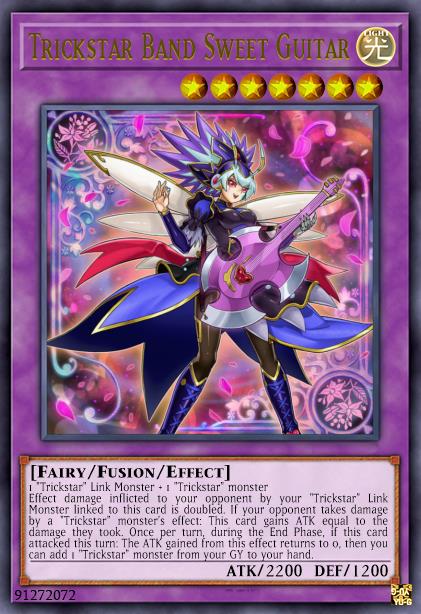 TRICKSTAR BAND SWEET GUITAR
LIGHT
光
[FAIRY/FUSION/EFFECT]
1 "Trickstar" Link Monster + 1 "Trickstar" monster
Effect damage inflicted to your opponent by your "Trickstar" Link
Monster linked to this card is doubled. If your opponent takes damage
by a "Trickstar" monster's effect: This card gains ATK equal to the
damage they took. Once per turn, during the End Phase, if this card
attacked this turn: The ATK gained from this effect returns to 0, then you
can add 1 "Trickstar" monster from your GY to your hand.
ATK/2200 DEF/1200
91272072